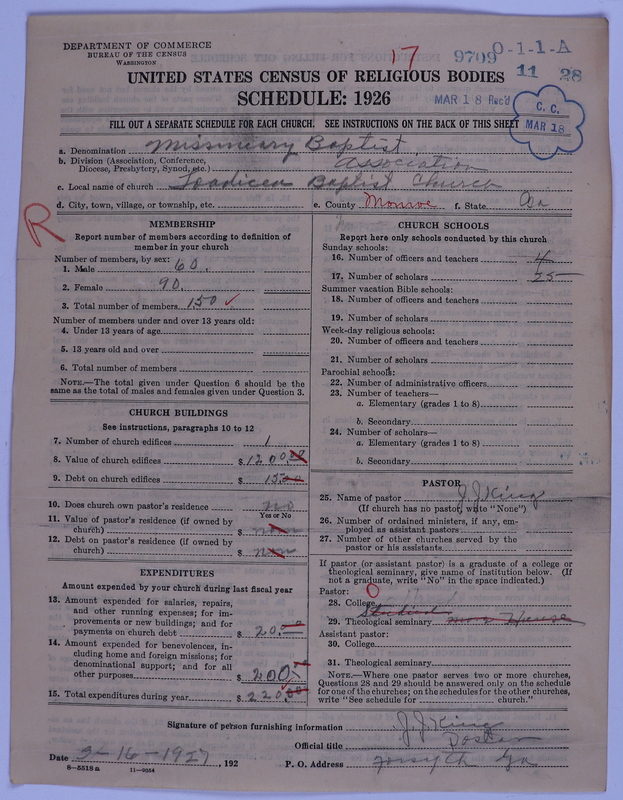 DEPARTMENT OF COMMERCE
BUREAU OF THE CENSUS
WASHINGTON
17 9709 0-1-1-A
11 28
UNITED STATES CENSUS OF RELIGIOUS BODIES
SCHEDULE: 1926
MAR 18 Rec'd
C. C.
MAR 18
FILL OUT A SEPARATE SCHEDULE FOR EACH CHURCH. SEE INSTRUCTIONS ON THE BACK OF THIS SHEET
a. Denomination Missionary Baptist
b. Division (Association, Conference, Diocese, Presbytery, Synod, etc.) Association
c. Local name of church Loadicea Baptist Church
d. City, town, village, or township, etc.
e. County Monroe f. State Ga
R
MEMBERSHIP
Report number of members according to definition of
member in your church
Number of members, by sex:
1. Male 60.
2. Female 90.
3. Total number of members 150 ✓
Number of members under and over 13 years old:
4. Under 13 years of age
5. 13 years old and over
6. Total number of members
NOTE.—The total given under Question 6 should be the
same as the total of males and females given under Question 3.
CHURCH BUILDINGS
See instructions, paragraphs 10 to 12
7. Number of church edifices 1
8. Value of church edifices $1200.00
9. Debt on church edifices $15.00
10. Does church own pastor's residence no
Yes or No
11. Value of pastor's residence (if owned by
church) $
12. Debt on pastor's residence (if owned by
church) $
EXPENDITURES
Amount expended by your church during last fiscal year
13. Amount expended for salaries, repairs,
and other running expenses; for im-
provements or new buildings; and for
payments on church debt $20.00
14. Amount expended for benevolences, in-
cluding home and foreign missions; for
denominational support; and for all
other purposes $200.
15. Total expenditures during year $220.00
CHURCH SCHOOLS
Report here only schools conducted by this church
Sunday schools:
16. Number of officers and teachers 4
17. Number of scholars 25
Summer vacation Bible schools:
18. Number of officers and teachers
19. Number of scholars
Week-day religious schools:
20. Number of officers and teachers
21. Number of scholars
Parochial schools:
22. Number of administrative officers
23. Number of teachers—
a. Elementary (grades 1 to 8)
b. Secondary
24. Number of scholars—
a. Elementary (grades 1 to 8)
b. Secondary
PASTOR
25. Name of pastor J. J. King
(If church has no pastor, write "None")
26. Number of ordained ministers, if any, em-
ployed as assistant pastors
27. Number of other churches served by the
pastor or his assistants
If pastor (or assistant pastor) is a graduate of a college or
theological seminary, give name of institution below. (If
not a graduate, write "No" in the space indicated.)
Pastor: 0
28. College
29. Theological seminary
Assistant pastor:
30. College
31. Theological seminary
NOTE.—Where one pastor serves two or more churches,
Questions 28 and 29 should be answered only on the schedule
for one of the churches; on the schedules for the other churches,
write "See schedule for church."
Signature of person furnishing information J. J. King
Official title
Date 3-16-1927, 192
P. O. Address Forsyth Ga
8-5518a 11-9054